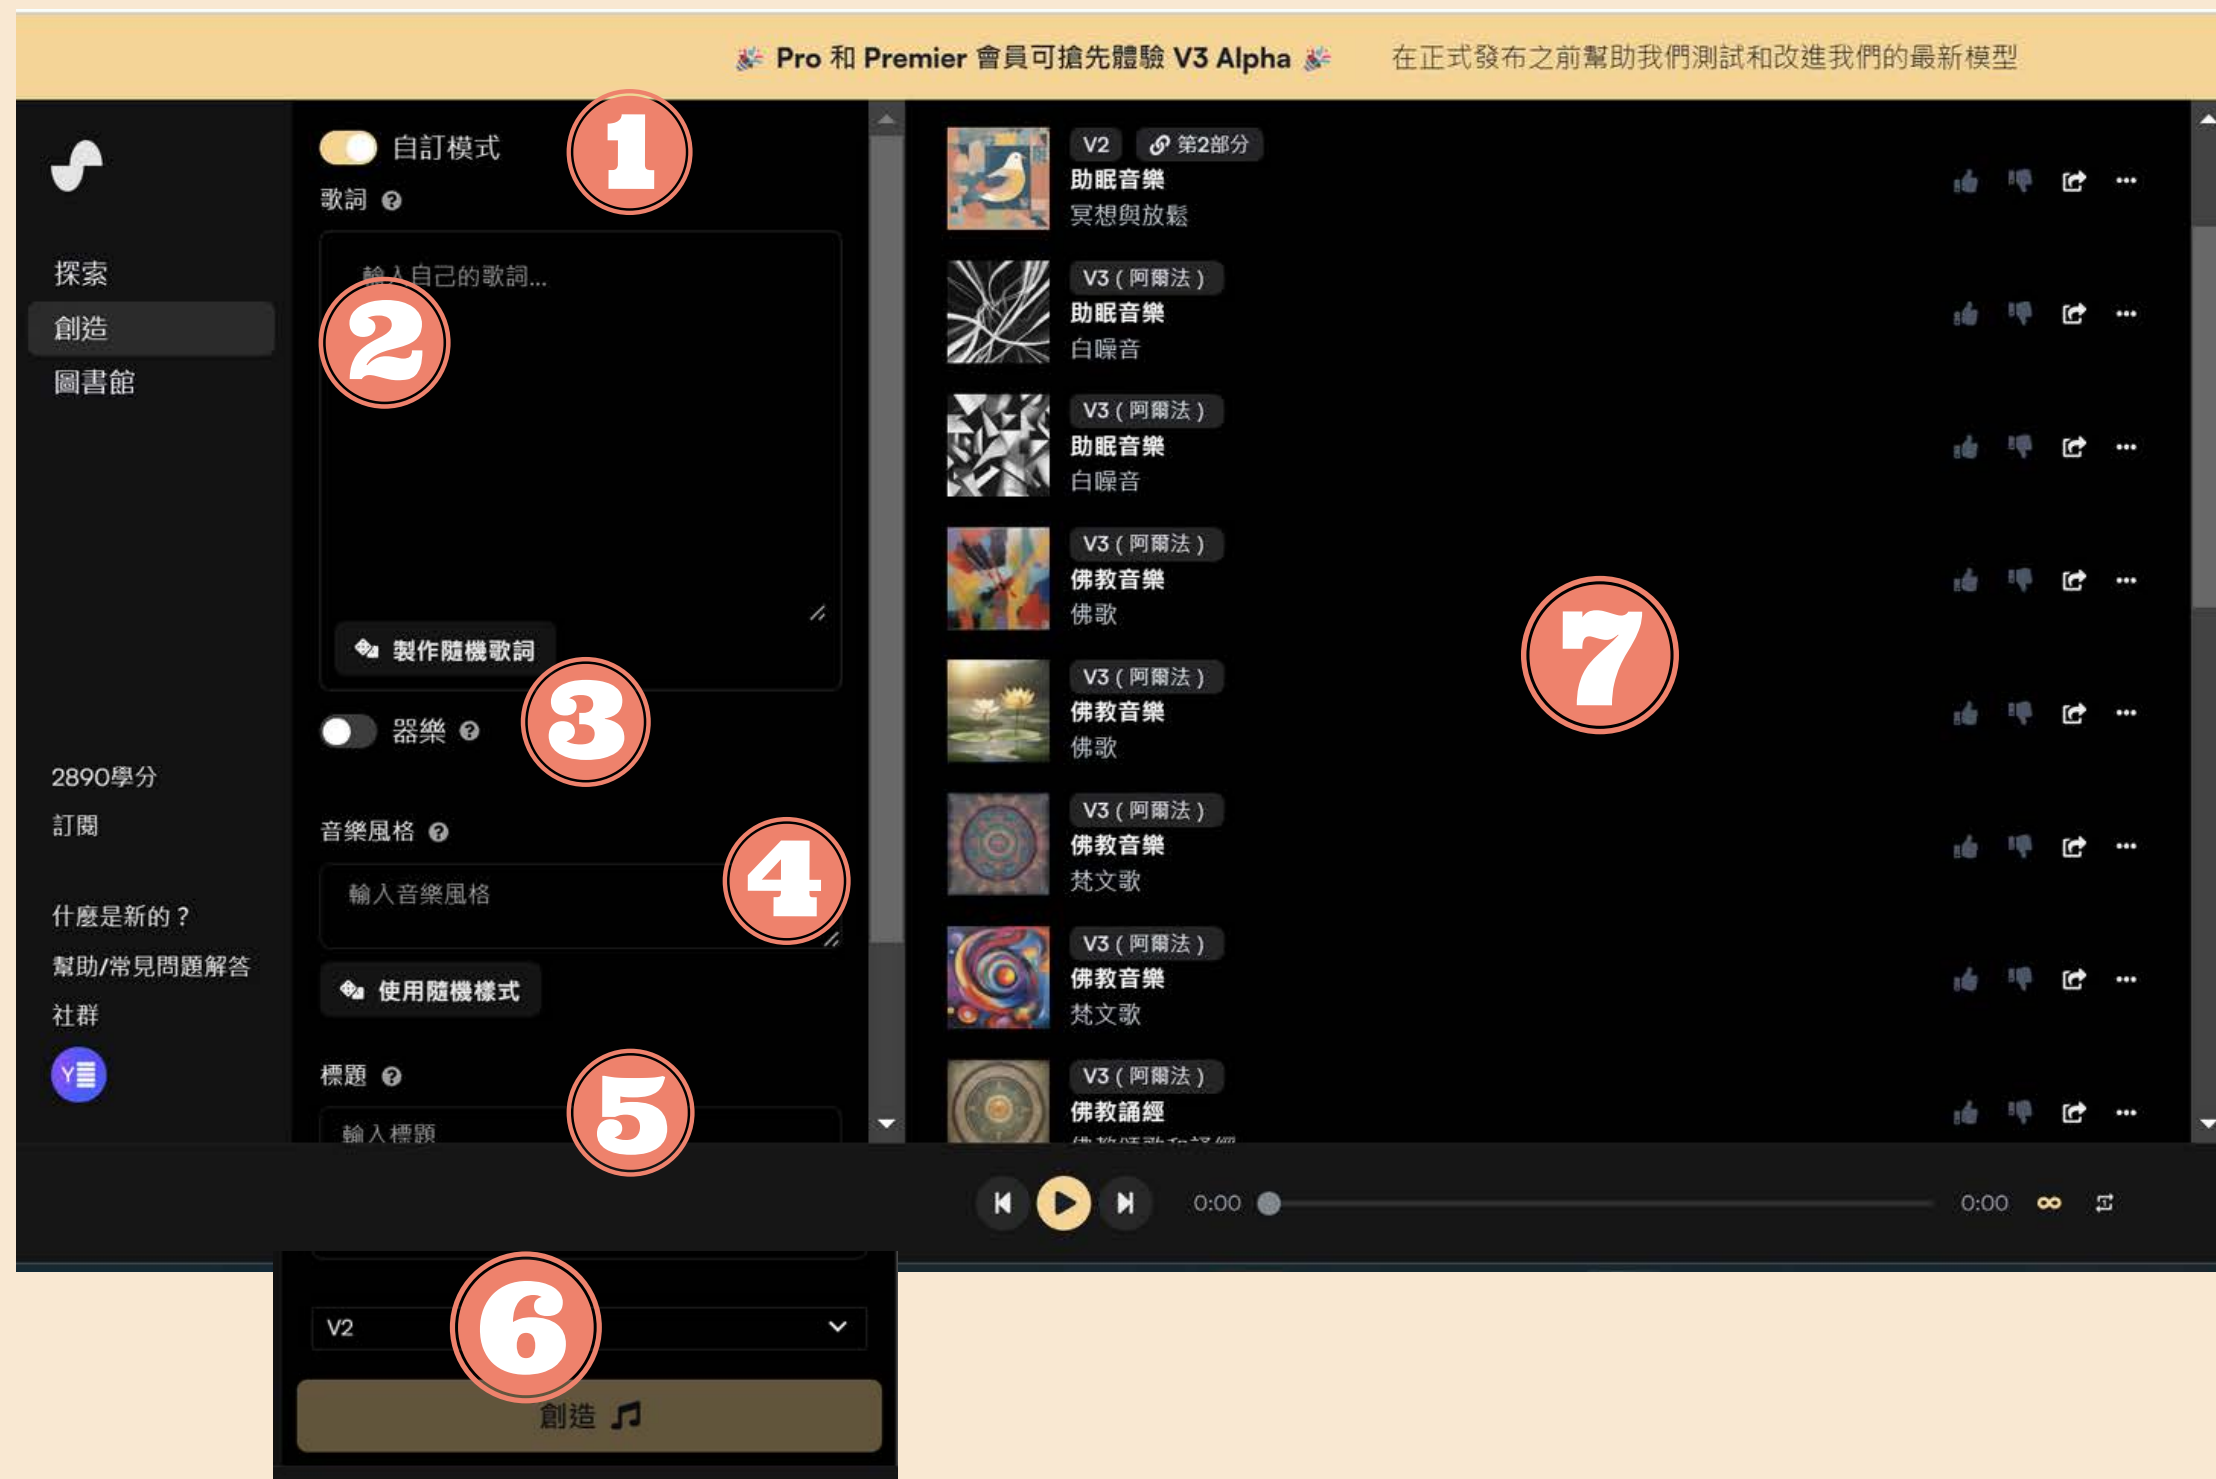 🎉 Pro 和 Premier 會員可搶先體驗 V3 Alpha 🎉 在正式發布之前幫助我們測試和改進我們的最新模型
探索
創造
圖書館
2890學分
訂閱
什麼是新的？
幫助/常見問題解答
社群
Y
自訂模式
1
歌詞
輸入自己的歌詞...
2
製作隨機歌詞
3
器樂
音樂風格
4
輸入音樂風格
使用隨機樣式
標題
5
輸入標題
V2
6
創造
7
V2 第2部分
助眠音樂
冥想與放鬆
V3 ( 阿爾法 )
助眠音樂
白噪音
V3 ( 阿爾法 )
助眠音樂
白噪音
V3 ( 阿爾法 )
佛教音樂
佛歌
V3 ( 阿爾法 )
佛教音樂
佛歌
V3 ( 阿爾法 )
佛教音樂
梵文歌
V3 ( 阿爾法 )
佛教音樂
梵文歌
V3 ( 阿爾法 )
佛教誦經
0:00 0:00